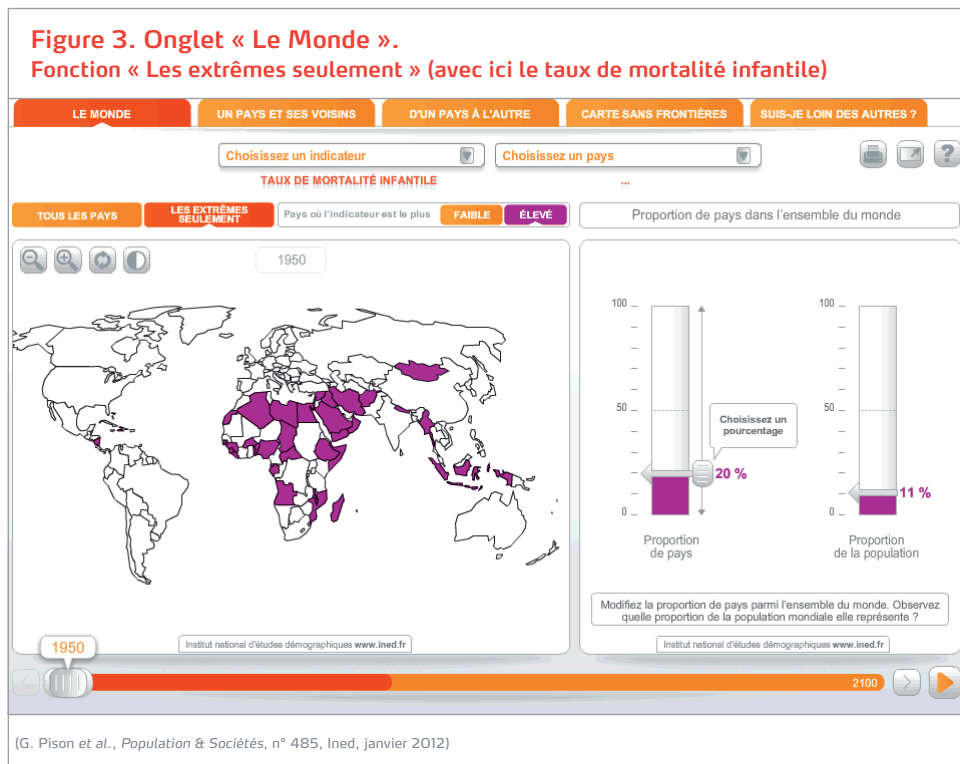 Figure 3. Onglet « Le Monde ».
Fonction « Les extrêmes seulement » (avec ici le taux de mortalité infantile)
LE MONDE
UN PAYS ET SES VOISINS
D'UN PAYS À L'AUTRE
CARTE SANS FRONTIÈRES
SUIS-JE LOIN DES AUTRES ?
Choisissez un indicateur
Choisissez un pays
?
TAUX DE MORTALITÉ INFANTILE
...
TOUS LES PAYS
LES EXTRÊMES
SEULEMENT
Pays où l'indicateur est le plus
FAIBLE
ÉLEVÉ
Proportion de pays dans l'ensemble du monde
1950
100
50
0
Choisissez un
pourcentage
20 %
Proportion
de pays
100
50
0
11 %
Proportion
de la population
Modifiez la proportion de pays parmi l'ensemble du monde. Observez
quelle proportion de la population mondiale elle représente ?
Institut national d'études démographiques www.ined.fr
Institut national d'études démographiques www.ined.fr
1950
2100
(G. Pison et al., Population & Sociétés, n° 485, Ined, janvier 2012)